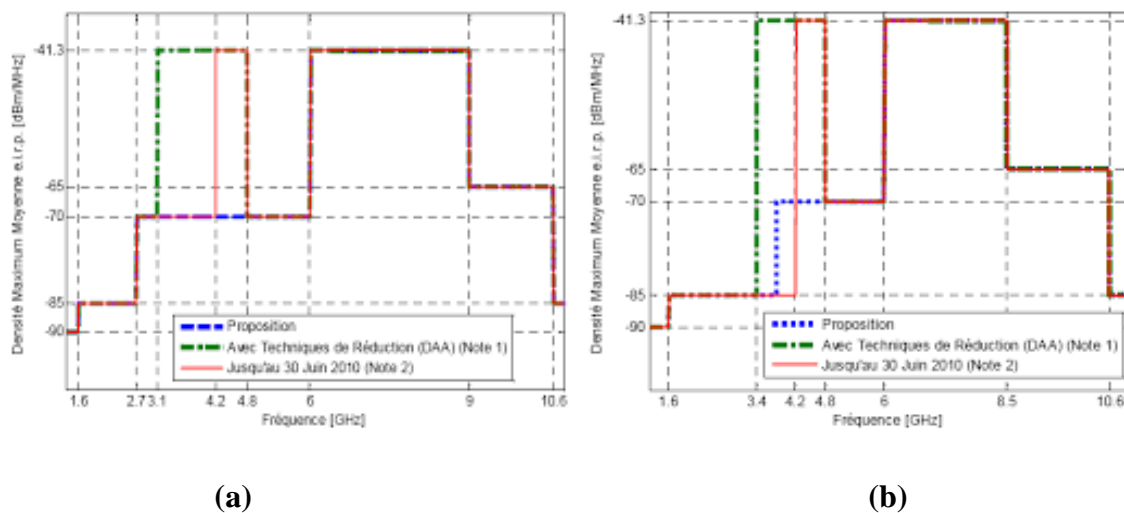 Densité Maximum Moyenne e.i.r.p. [dBm/MHz]
-41.3
-65
-70
-85
-90
Proposition
Avec Techniques de Réduction (DAA) (Note 1)
Jusqu'au 30 Juin 2010 (Note 2)
1.6 2.7 3.1 4.2 4.8 6 9 10.6
Fréquence [GHz]
(a)
Densité Maximum Moyenne e.i.r.p. [dBm/MHz]
-41.3
-65
-70
-85
-90
Proposition
Avec Techniques de Réduction (DAA) (Note 1)
Jusqu'au 30 Juin 2010 (Note 2)
1.6 3.4 4.2 4.8 6 8.5 10.6
Fréquence [GHz]
(b)